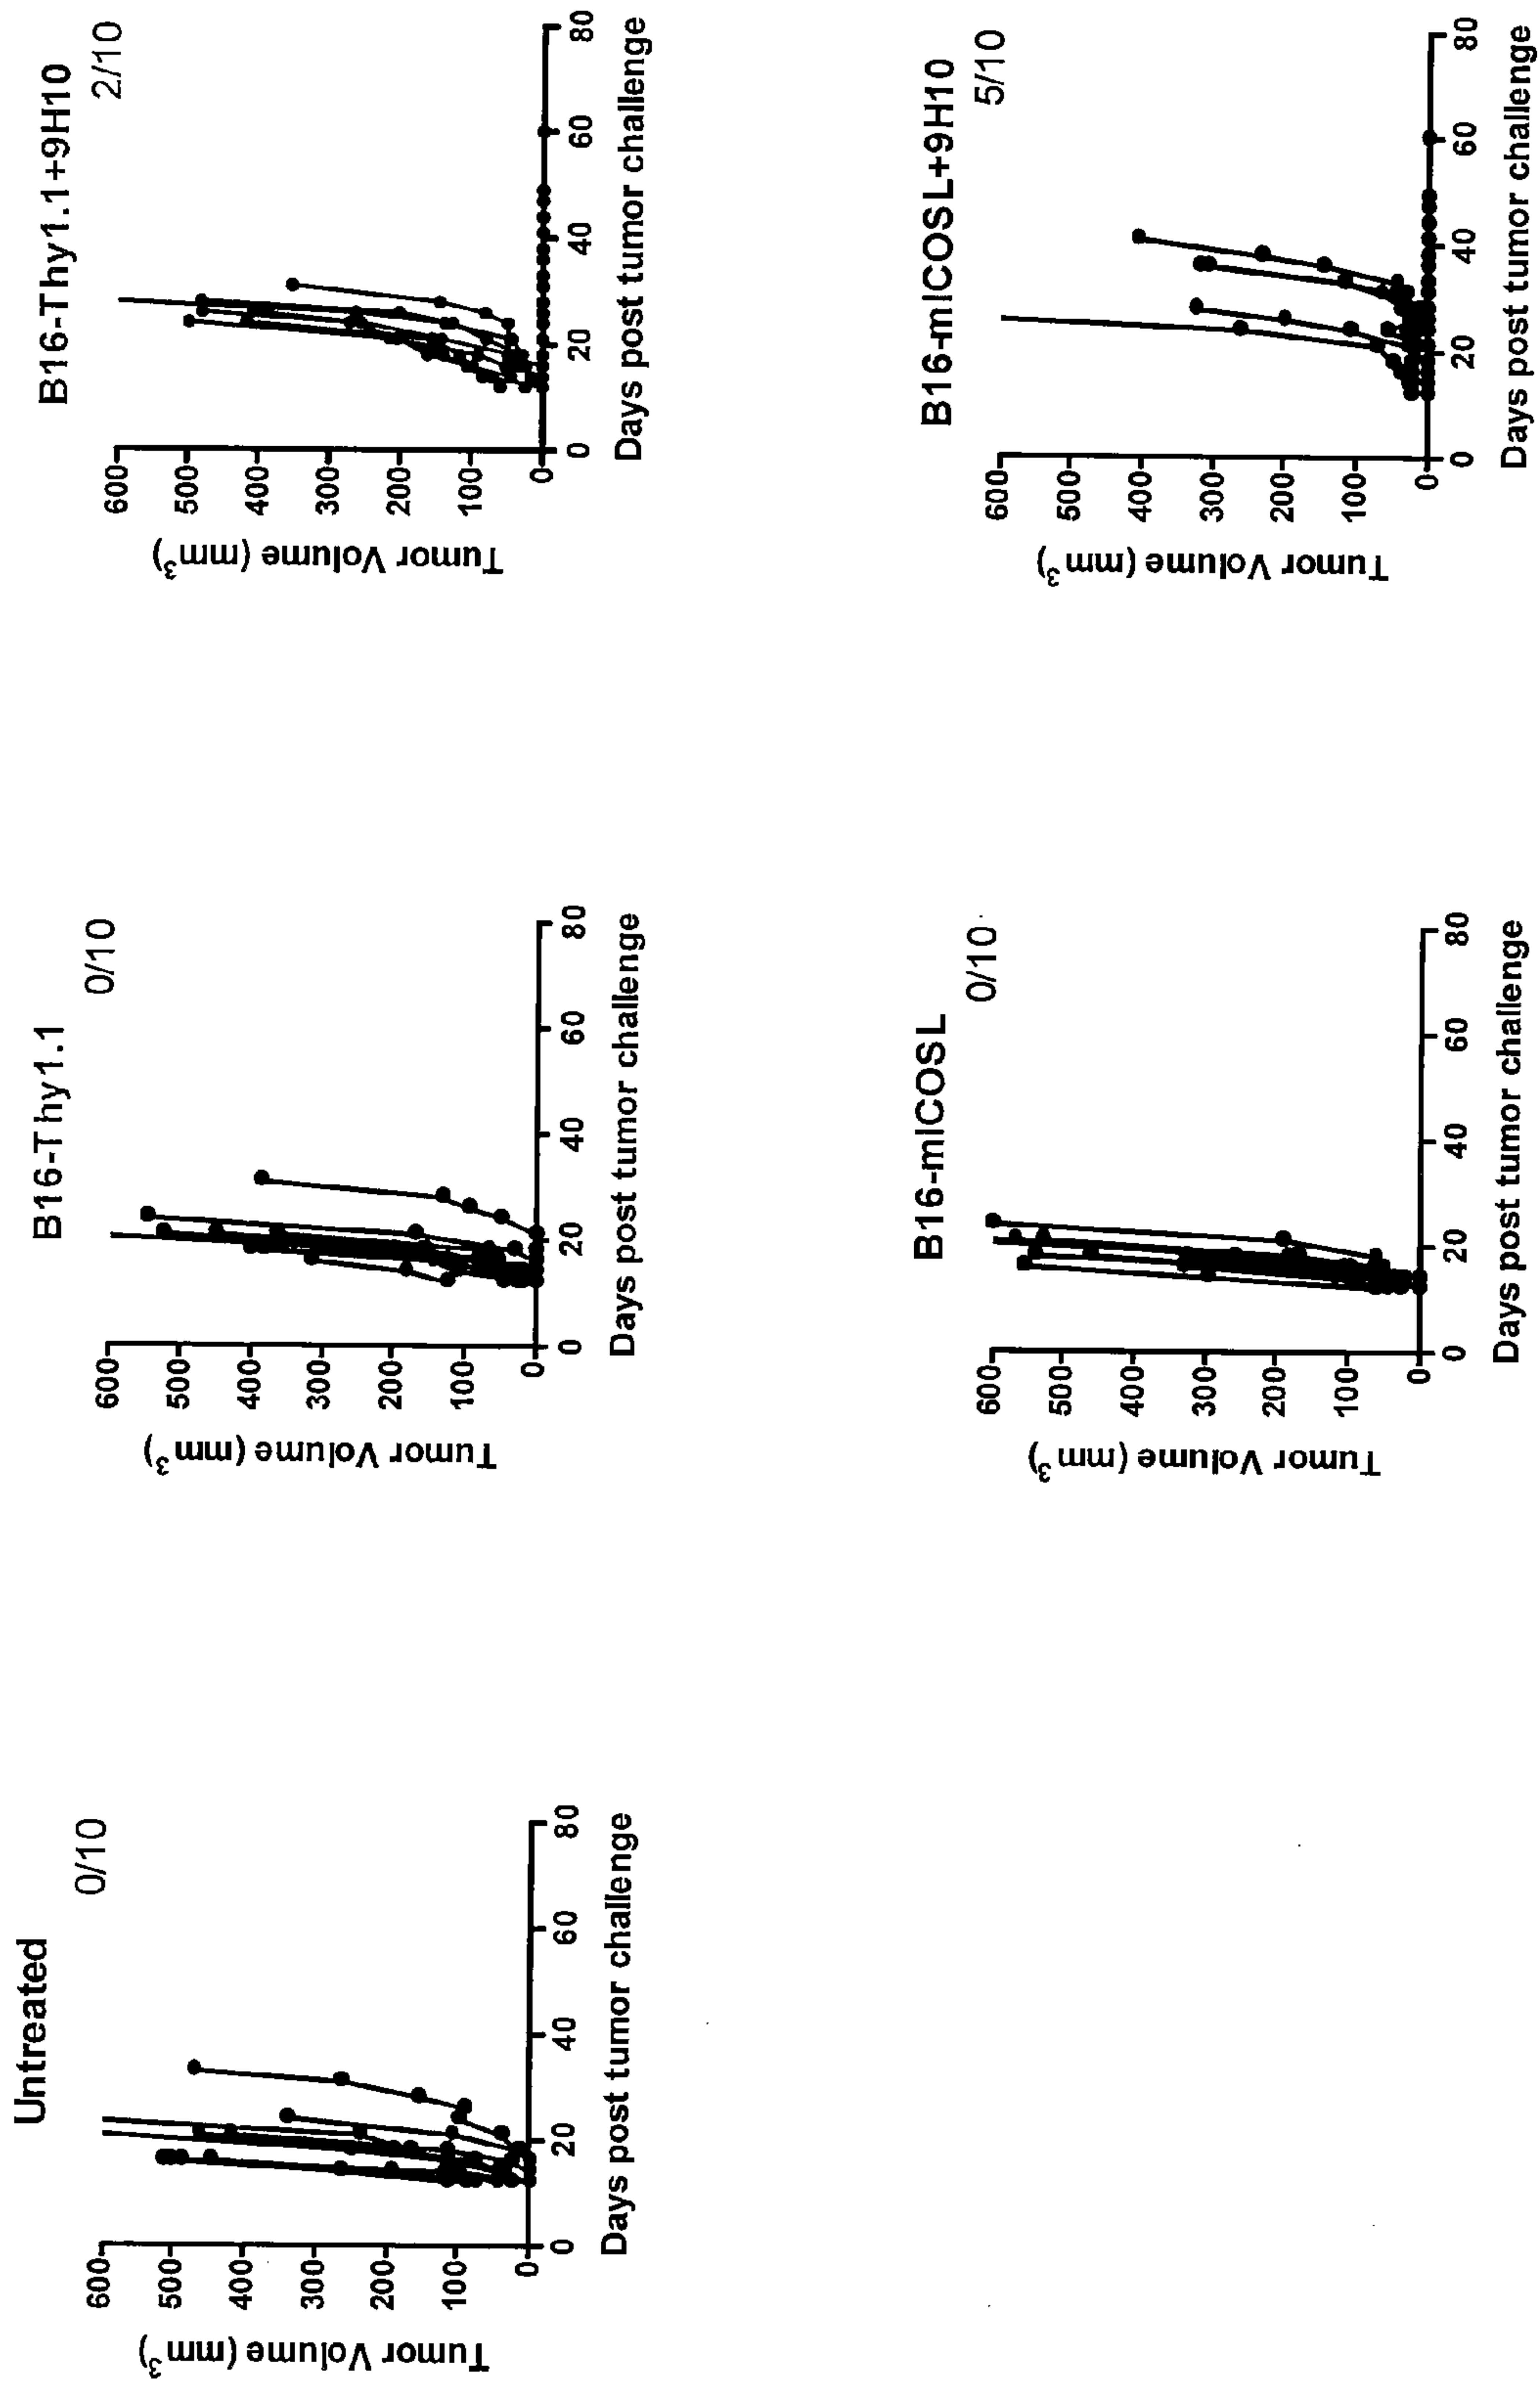 Untreated
0/10
Tumor Volume (mm³)
600
500
400
300
200
100
0
0 20 40 60 80
Days post tumor challenge
B16-Thy1.1
0/10
Tumor Volume (mm³)
600
500
400
300
200
100
0
0 20 40 60 80
Days post tumor challenge
B16-Thy1.1+9H10
2/10
Tumor Volume (mm³)
600
500
400
300
200
100
0
0 20 40 60 80
Days post tumor challenge
B16-mICOSL
0/10
Tumor Volume (mm³)
600
500
400
300
200
100
0
0 20 40 60 80
Days post tumor challenge
B16-mICOSL+9H10
5/10
Tumor Volume (mm³)
600
500
400
300
200
100
0
0 20 40 60 80
Days post tumor challenge